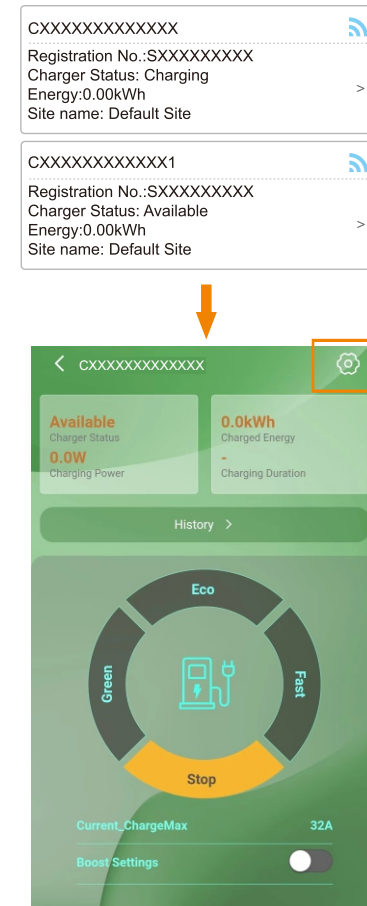 CXXXXXXXXXXXXX
Registration No.:SXXXXXXXXX
Charger Status: Charging
Energy:0.00kWh
>
Site name: Default Site
CXXXXXXXXXXXX1
Registration No.:SXXXXXXXXX
Charger Status: Available
Energy:0.00kWh
>
Site name: Default Site
CXXXXXXXXXXXXX
Available
Charger Status
0.0W
Charging Power
0.0kWh
Charged Energy
-
Charging Duration
History >
Eco
Green
Fast
Stop
Current_ChargeMax 32A
Boost Settings